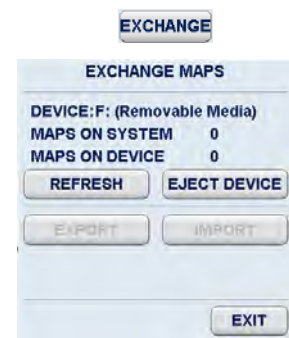 EXCHANGE
EXCHANGE MAPS
DEVICE:F: (Removable Media)
MAPS ON SYSTEM 0
MAPS ON DEVICE 0
REFRESH EJECT DEVICE
EXPORT IMPORT
EXIT